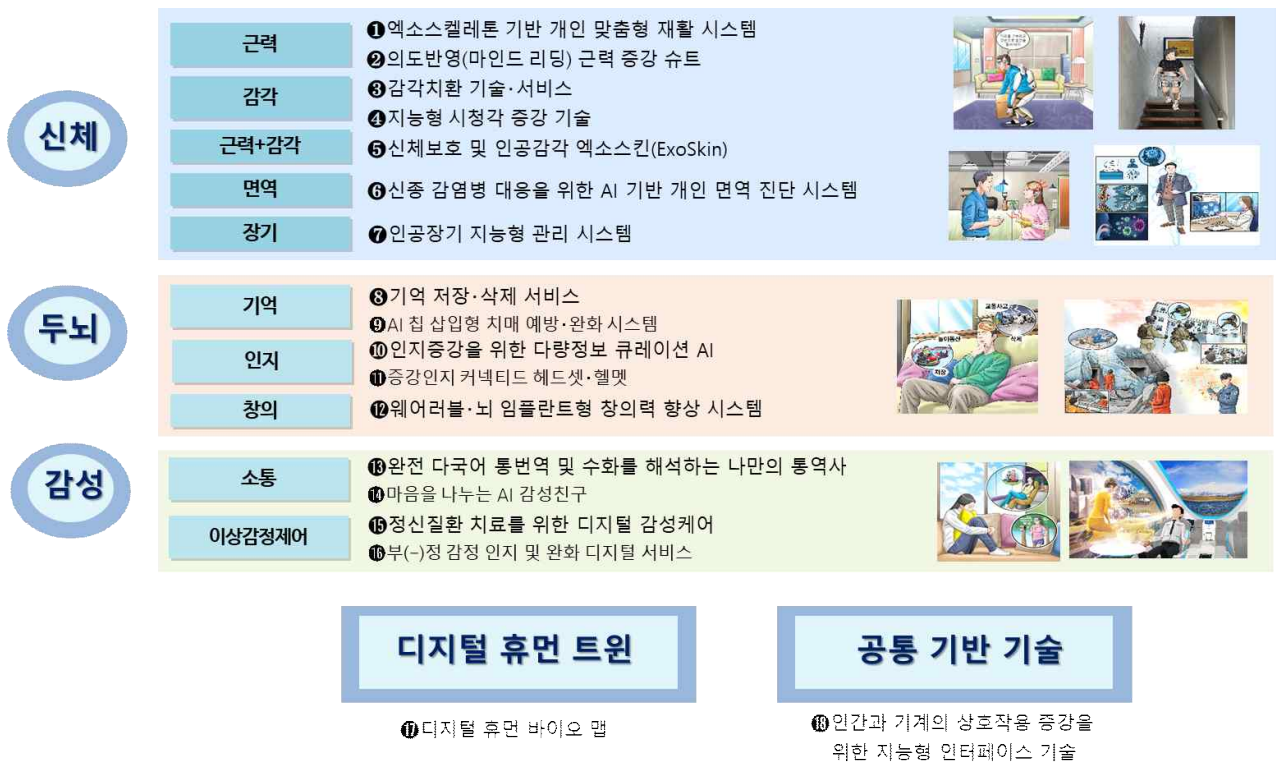 신체
근력
❶엑소스켈레톤 기반 개인 맞춤형 재활 시스템
❷의도반영(마인드 리딩) 근력 증강 슈트
감각
❸감각치환 기술·서비스
❹지능형 시청각 증강 기술
근력+감각
❺신체보호 및 인공감각 엑소스킨(ExoSkin)
면역
❻신종 감염병 대응을 위한 AI 기반 개인 면역 진단 시스템
장기
❼인공장기 지능형 관리 시스템
두뇌
기억
❽기억 저장·삭제 서비스
❾AI 칩 삽입형 치매 예방·완화 시스템
인지
❿인지증강을 위한 다량정보 큐레이션 AI
⓫증강인지 커넥티드 헤드셋·헬멧
창의
⓬웨어러블·뇌 임플란트형 창의력 향상 시스템
교통사고
삭제
놀이동산
저장
감성
소통
⓭완전 다국어 통번역 및 수화를 해석하는 나만의 통역사
⓮마음을 나누는 AI 감성친구
이상감정제어
⓯정신질환 치료를 위한 디지털 감성케어
⓰부(-)정 감정 인지 및 완화 디지털 서비스
디지털 휴먼 트윈
⓱디지털 휴먼 바이오 맵
공통 기반 기술
⓲인간과 기계의 상호작용 증강을
위한 지능형 인터페이스 기술